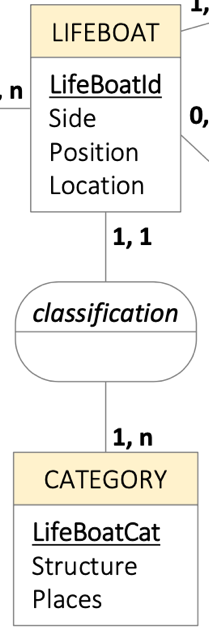 1,
LIFEBOAT
, n
LifeBoatId
Side
0,
Position
Location
1, 1
classification
1, n
CATEGORY
LifeBoatCat
Structure
Places